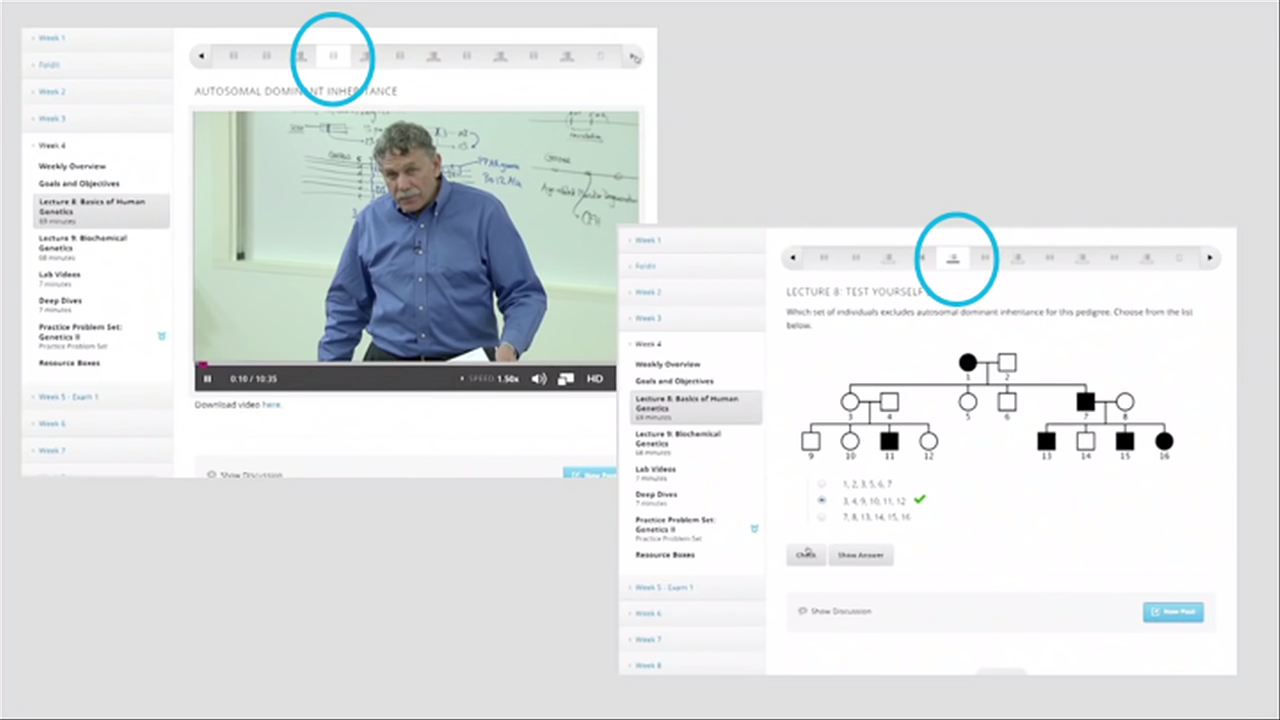 Week 1
FoldIt
Week 2
Week 3
Week 4
Weekly Overview
Goals and Objectives
Lecture 8: Basics of Human
Genetics
69 minutes
Lecture 9: Biochemical
Genetics
68 minutes
Lab Videos
7 minutes
Deep Dives
7 minutes
Practice Problem Set:
Genetics II
Practice Problem Set
Resource Boxes
Week 5 - Exam 1
Week 6
Week 7
AUTOSOMAL DOMINANT INHERITANCE
0:10 / 10:35
SPEED 1.50x
HD
Download video here.
Show Discussion
New Post
Week 1
FoldIt
Week 2
Week 3
Week 4
Weekly Overview
Goals and Objectives
Lecture 8: Basics of Human
Genetics
69 minutes
Lecture 9: Biochemical
Genetics
68 minutes
Lab Videos
7 minutes
Deep Dives
7 minutes
Practice Problem Set:
Genetics II
Practice Problem Set
Resource Boxes
Week 5 - Exam 1
Week 6
Week 7
Week 8
LECTURE 8: TEST YOURSELF
Which set of individuals excludes autosomal dominant inheritance for this pedigree. Choose from the list
below.
1 2
3 4 5 6 7 8
9 10 11 12 13 14 15 16
1, 2, 3, 5, 6, 7
3, 4, 9, 10, 11, 12
7, 8, 13, 14, 15, 16
Check
Show Answer
Show Discussion
New Post